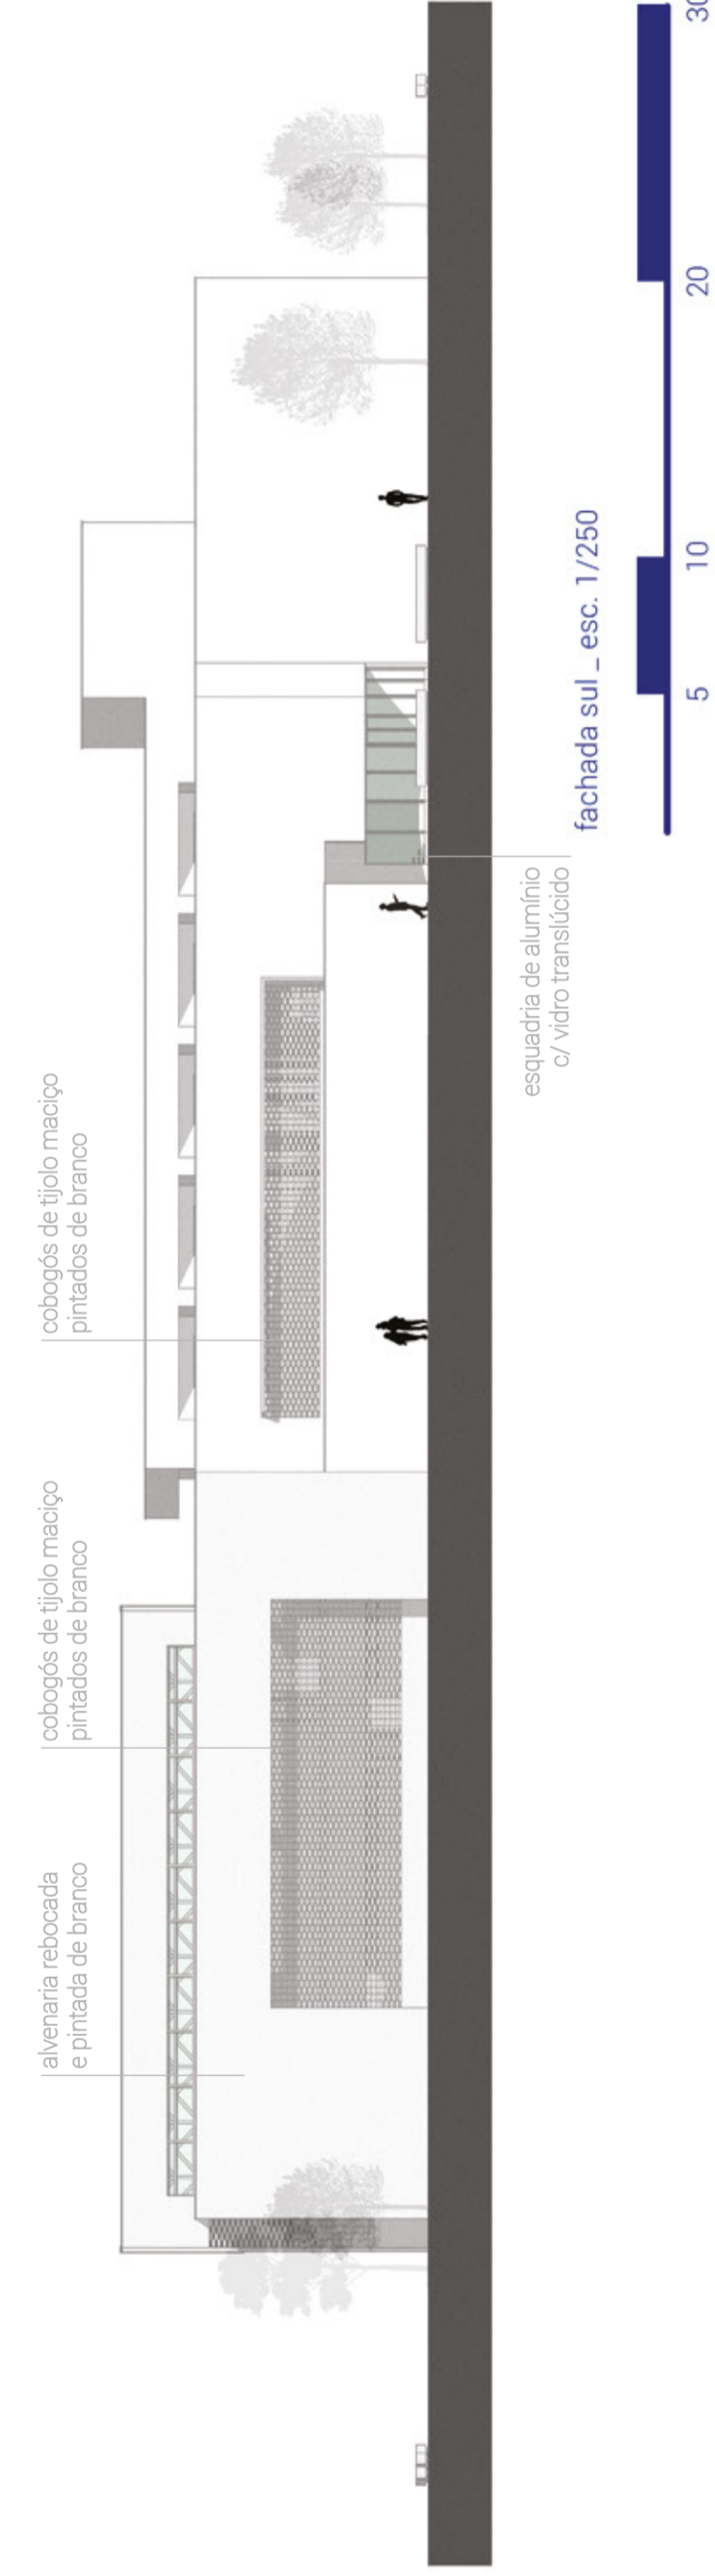 alvenaria rebocada
e pintada de branco
cobogós de tijolo maciço
pintados de branco
cobogós de tijolo maciço
pintados de branco
esquadria de alumínio
c/ vidro translúcido
fachada sul _ esc. 1/250
5 10 20 30